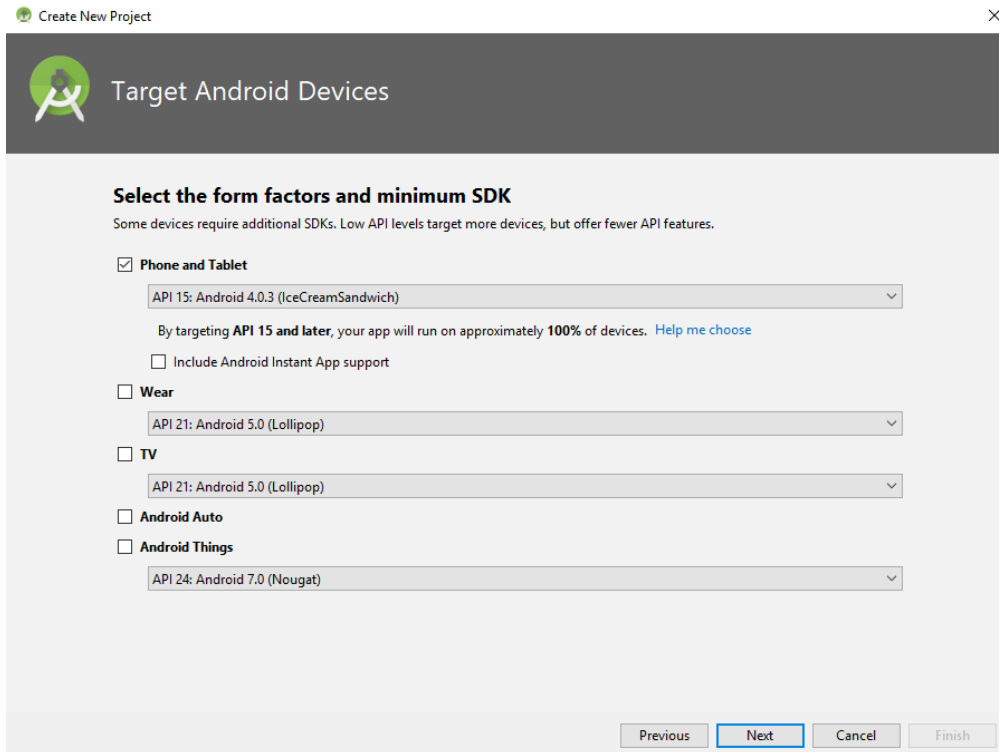 Create New Project
Target Android Devices
Select the form factors and minimum SDK
Some devices require additional SDKs. Low API levels target more devices, but offer fewer API features.
Phone and Tablet
API 15: Android 4.0.3 (IceCreamSandwich)
By targeting API 15 and later, your app will run on approximately 100% of devices. Help me choose
Include Android Instant App support
Wear
API 21: Android 5.0 (Lollipop)
TV
API 21: Android 5.0 (Lollipop)
Android Auto
Android Things
API 24: Android 7.0 (Nougat)
Previous Next Cancel Finish